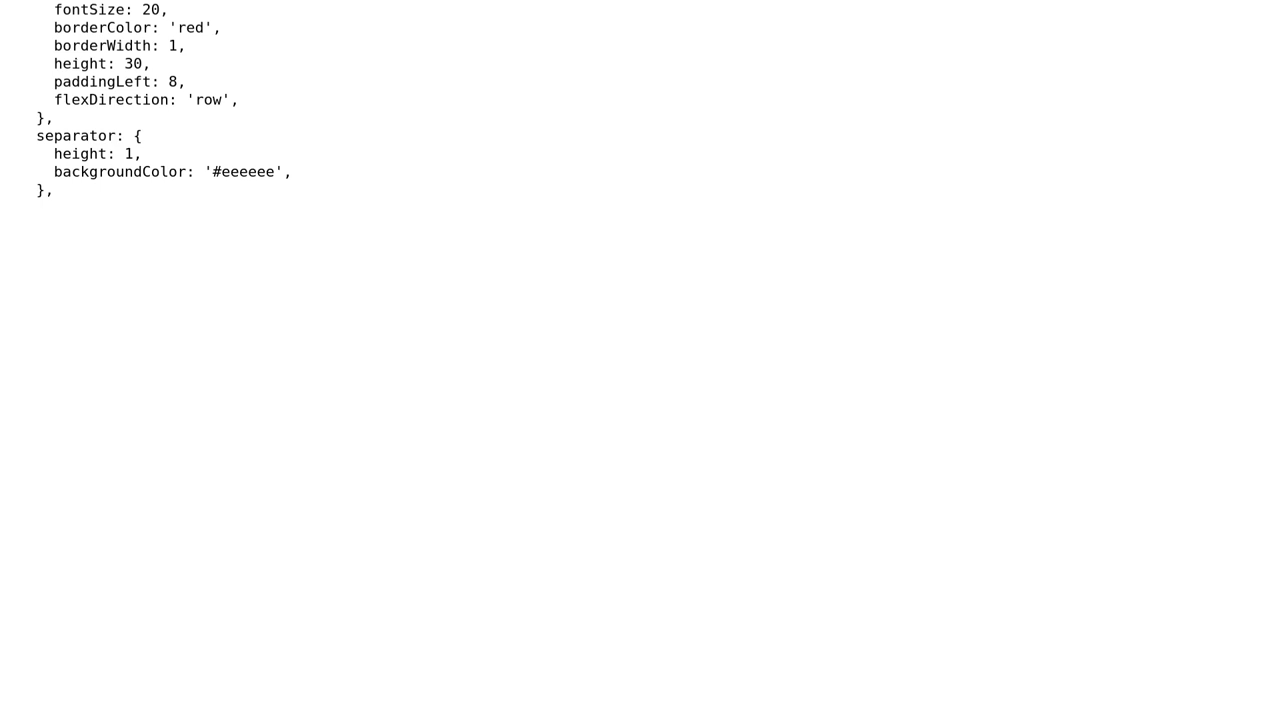 fontSize: 20,
borderColor: 'red',
borderWidth: 1,
height: 30,
paddingLeft: 8,
flexDirection: 'row',
},
separator: {
height: 1,
backgroundColor: '#eeeeee',
},